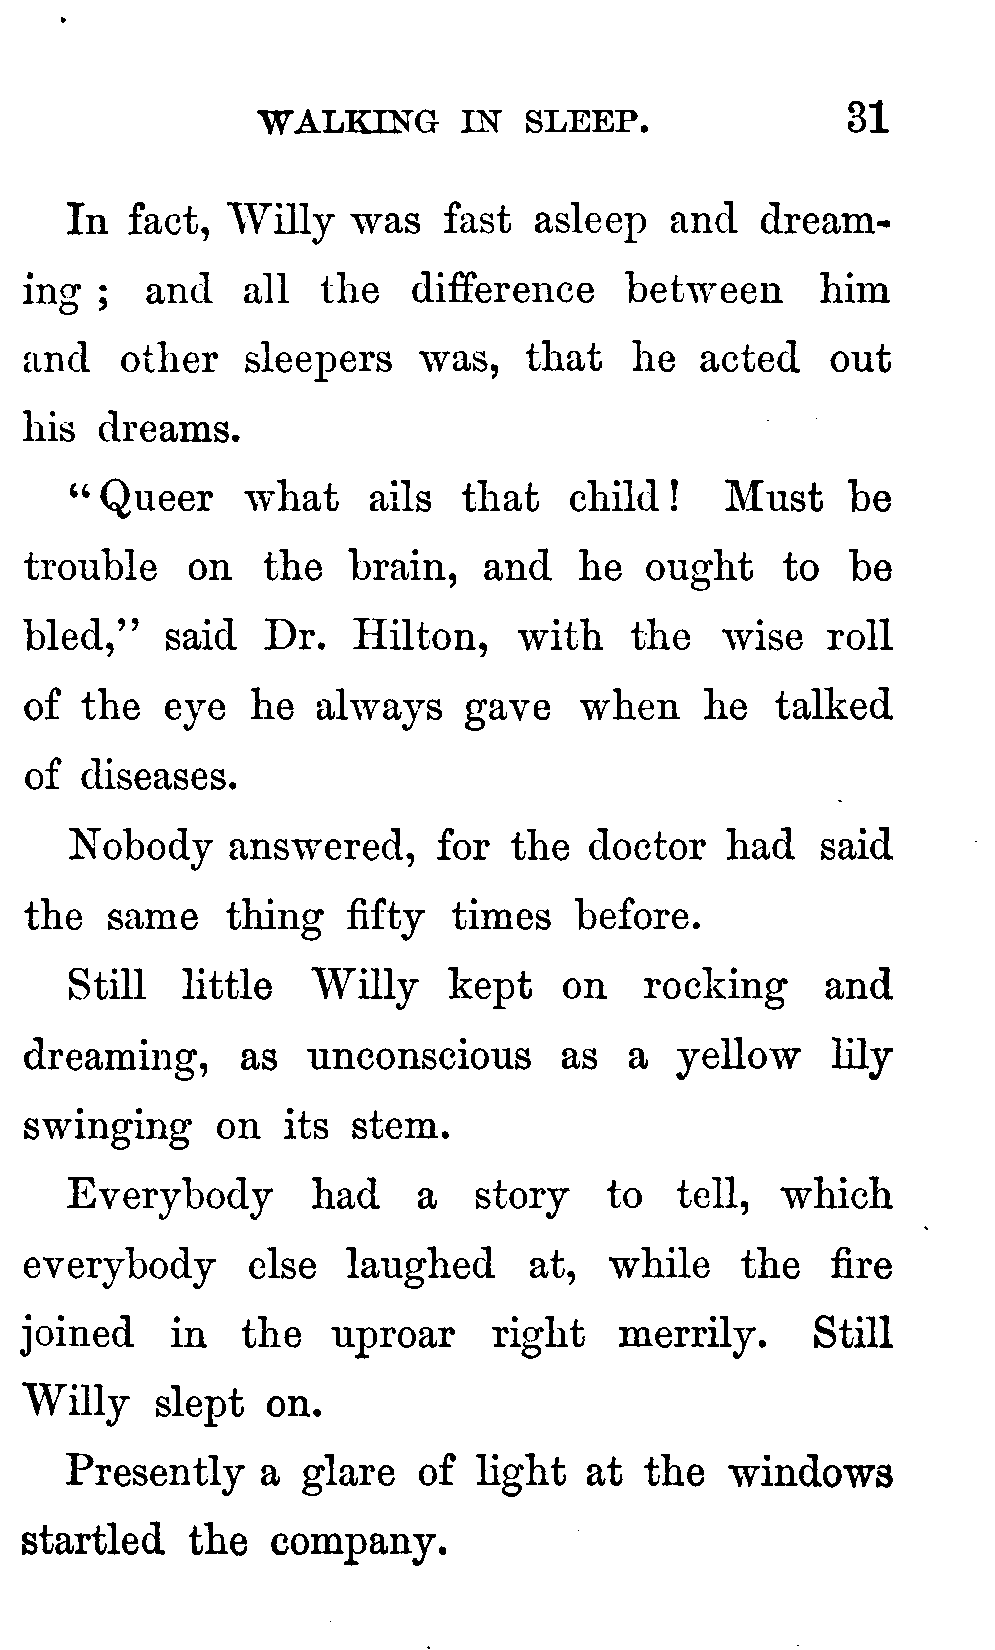 WALKING IN SLEEP. 31
In fact, Willy was fast asleep and dream-
ing ; and all the difference between him
and other sleepers was, that he acted out
his dreams.
“Queer what ails that child! Must be
trouble on the brain, and he ought to be
bled,” said Dr. Hilton, with the wise roll
of the eye he always gave when he talked
of diseases.
Nobody answered, for the doctor had said
the same thing fifty times before.
Still little Willy kept on rocking and
dreaming, as unconscious as a yellow lily
swinging on its stem.
Everybody had a story to tell, which
everybody else laughed at, while the fire
joined in the uproar right merrily. Still
Willy slept on.
Presently a glare of light at the windows
startled the company.